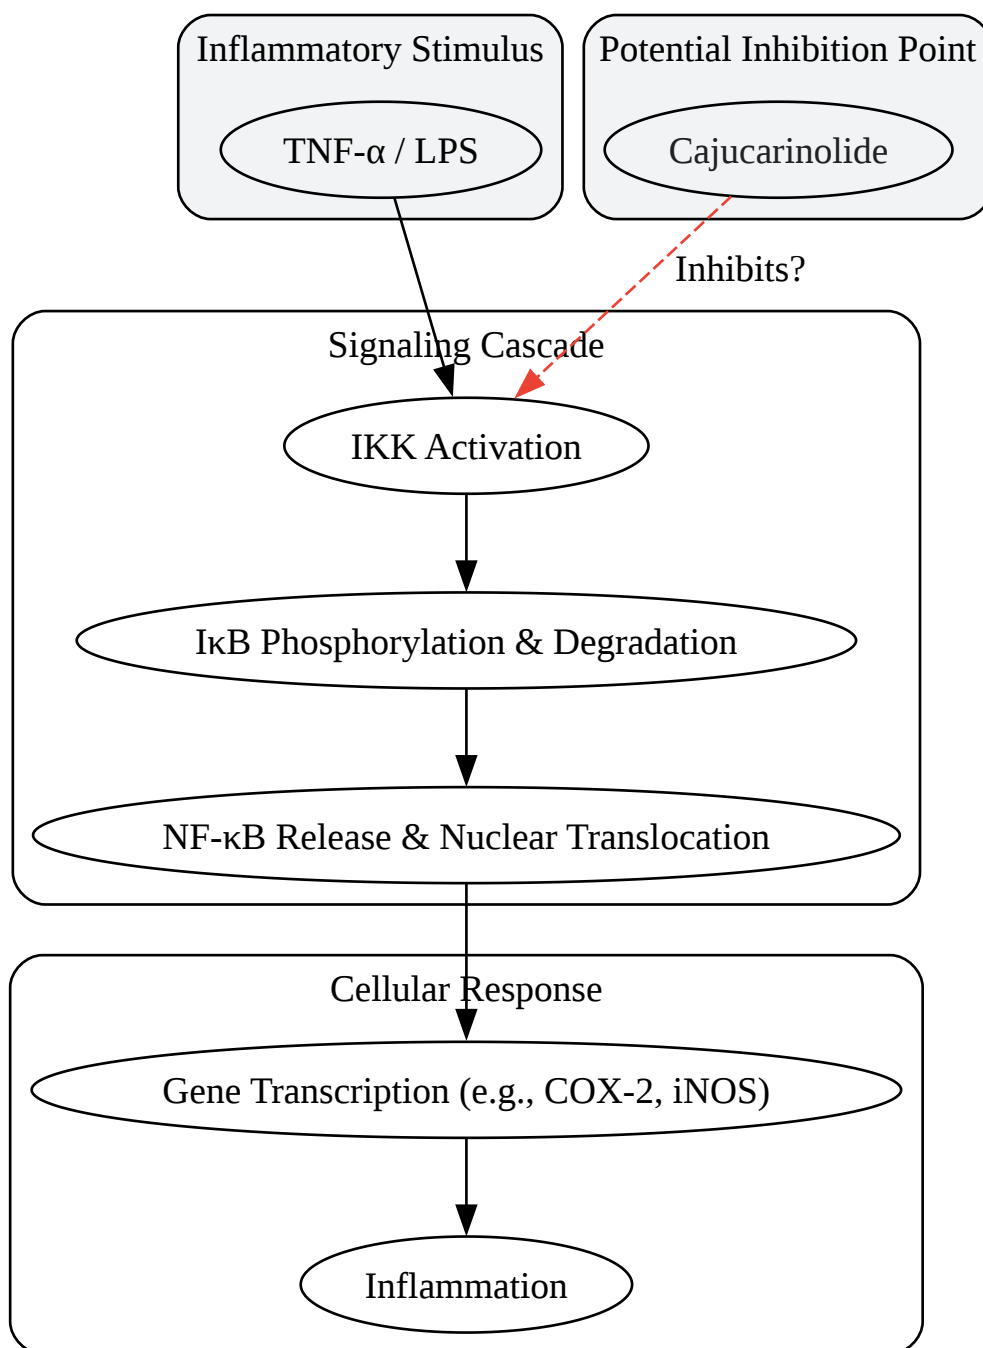 Inflammatory Stimulus
Potential Inhibition Point
TNF-α / LPS
Cajucarinolide
Inhibits?
Signaling Cascade
IKK Activation
IκB Phosphorylation & Degradation
NF-κB Release & Nuclear Translocation
Cellular Response
Gene Transcription (e.g., COX-2, iNOS)
Inflammation